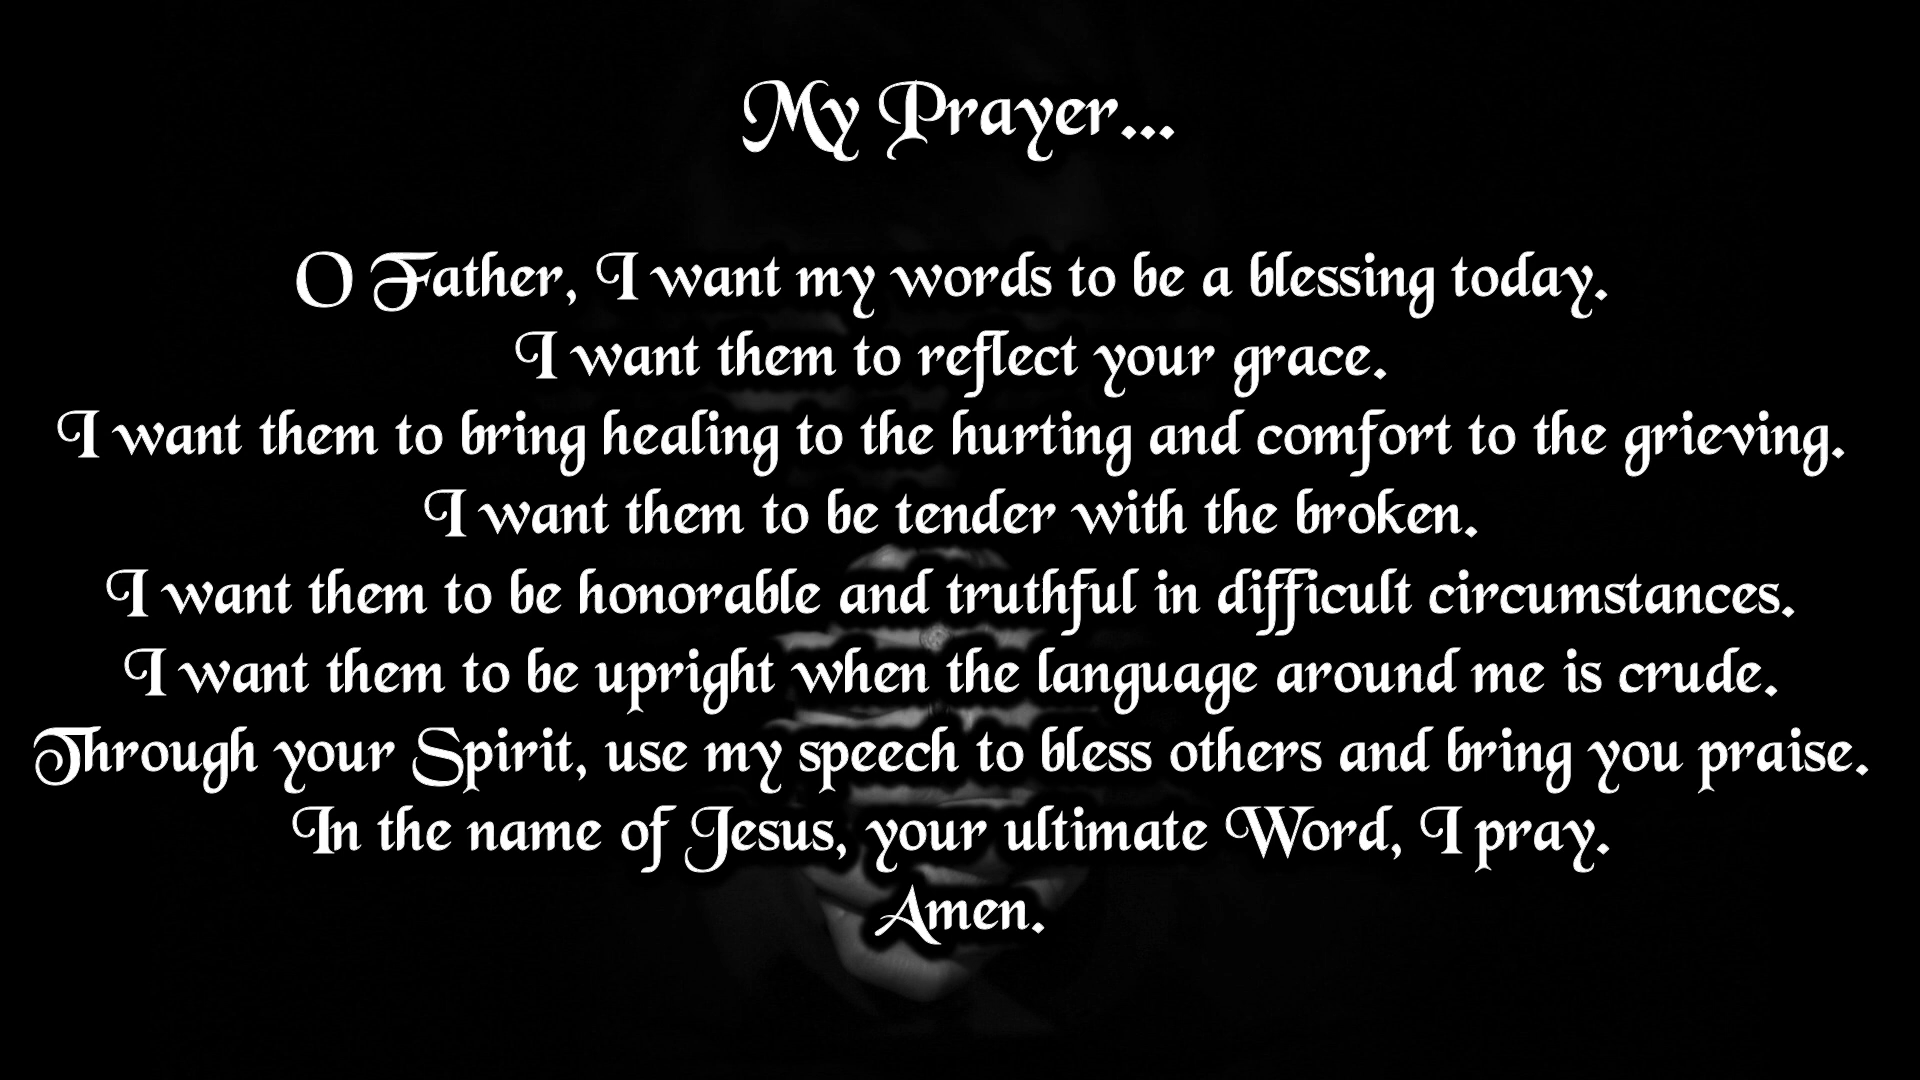 My Prayer...
O Father, I want my words to be a blessing today.
I want them to reflect your grace.
I want them to bring healing to the hurting and comfort to the grieving.
I want them to be tender with the broken.
I want them to be honorable and truthful in difficult circumstances.
I want them to be upright when the language around me is crude.
Through your Spirit, use my speech to bless others and bring you praise.
In the name of Jesus, your ultimate Word, I pray.
Amen.